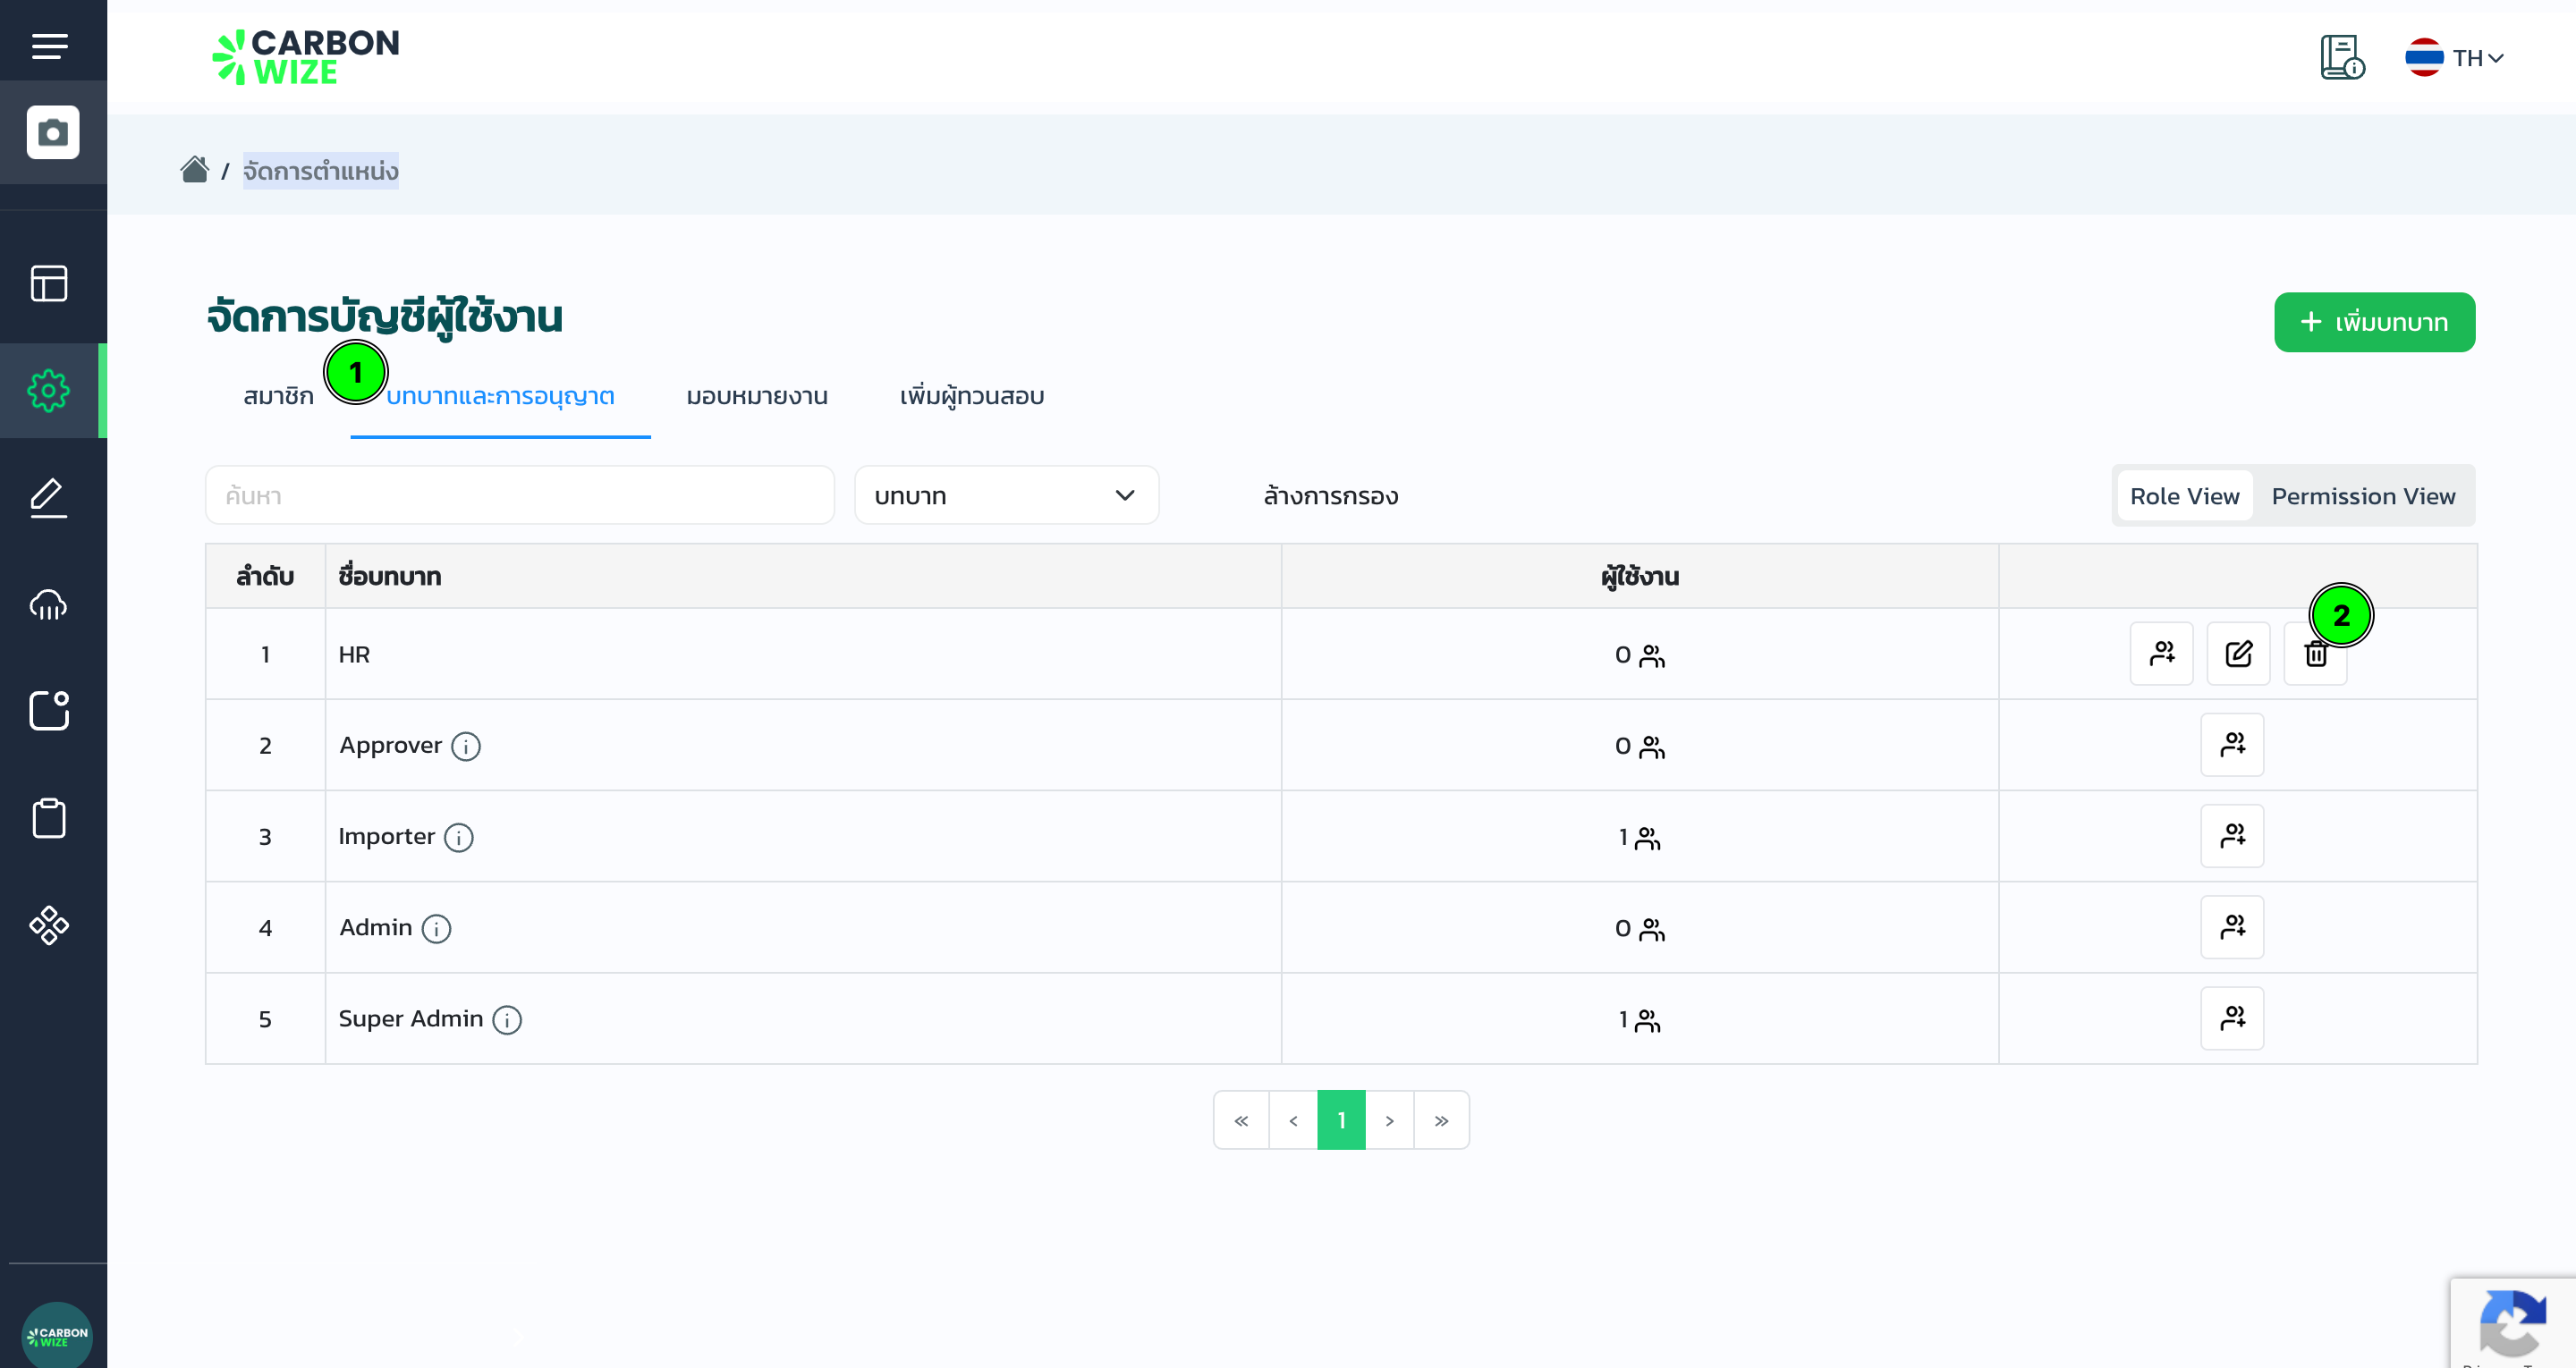 CARBON
WIZE
TH
/ จัดการตำแหน่ง
จัดการบัญชีผู้ใช้งาน
+ เพิ่มบทบาท
1
สมาชิก บทบาทและการอนุญาต มอบหมายงาน เพิ่มผู้ทวนสอบ
ค้นหา บทบาท ล้างการกรอง Role View Permission View
ลำดับ ชื่อบทบาท ผู้ใช้งาน
2
1 HR 0
2 Approver 0
3 Importer 1
4 Admin 0
5 Super Admin 1
« ‹ 1 › »
CARBON
WIZE